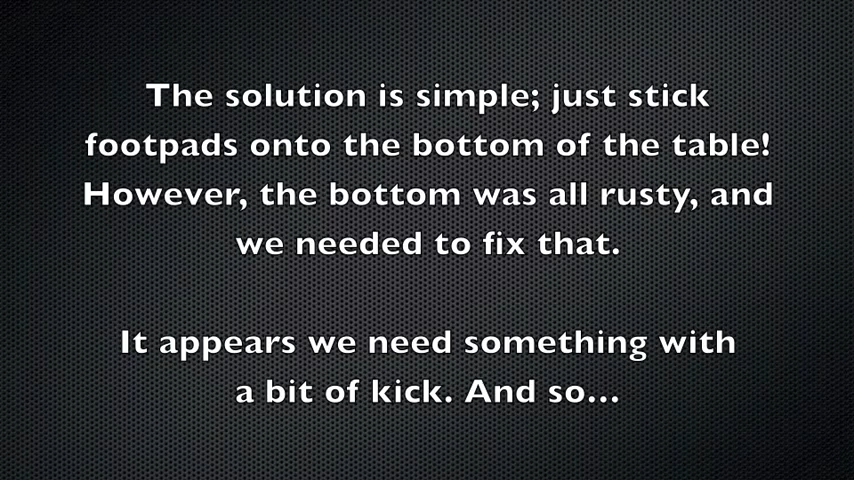 The solution is simple; just stick
footpads onto the bottom of the table!
However, the bottom was all rusty, and
we needed to fix that.
It appears we need something with
a bit of kick. And so...